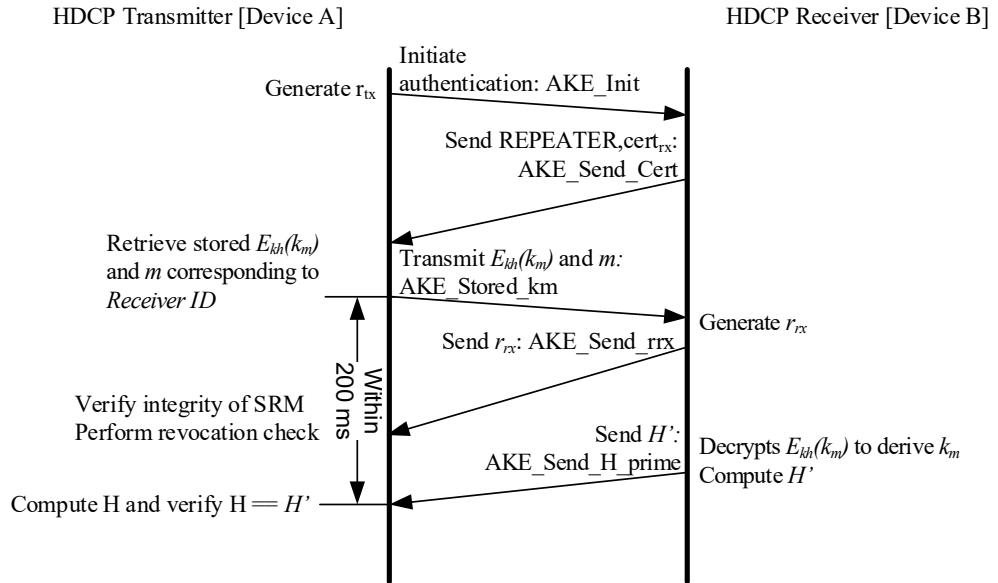 HDCP Transmitter [Device A]
HDCP Receiver [Device B]
Initiate
authentication: AKE_Init
Generate rtx
Send REPEATER,certrx:
AKE_Send_Cert
Retrieve stored Ekh(km)
and m corresponding to
Receiver ID
Transmit Ekh(km) and m:
AKE_Stored_km
Generate rrx
Send rrx: AKE_Send_rrx
Within
200 ms
Verify integrity of SRM
Perform revocation check
Send H’:
AKE_Send_H_prime
Decrypts Ekh(km) to derive km
Compute H’
Compute H and verify H == H’